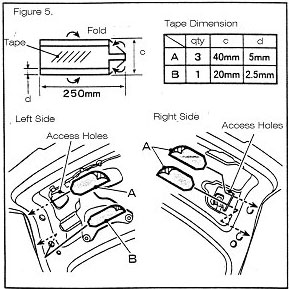 Figure 5.
Fold
Tape
c
d
250mm
Tape Dimension
qty c d
A 3 40mm 5mm
B 1 20mm 2.5mm
Left Side
Access Holes
A
B
Right Side
Access Holes
A